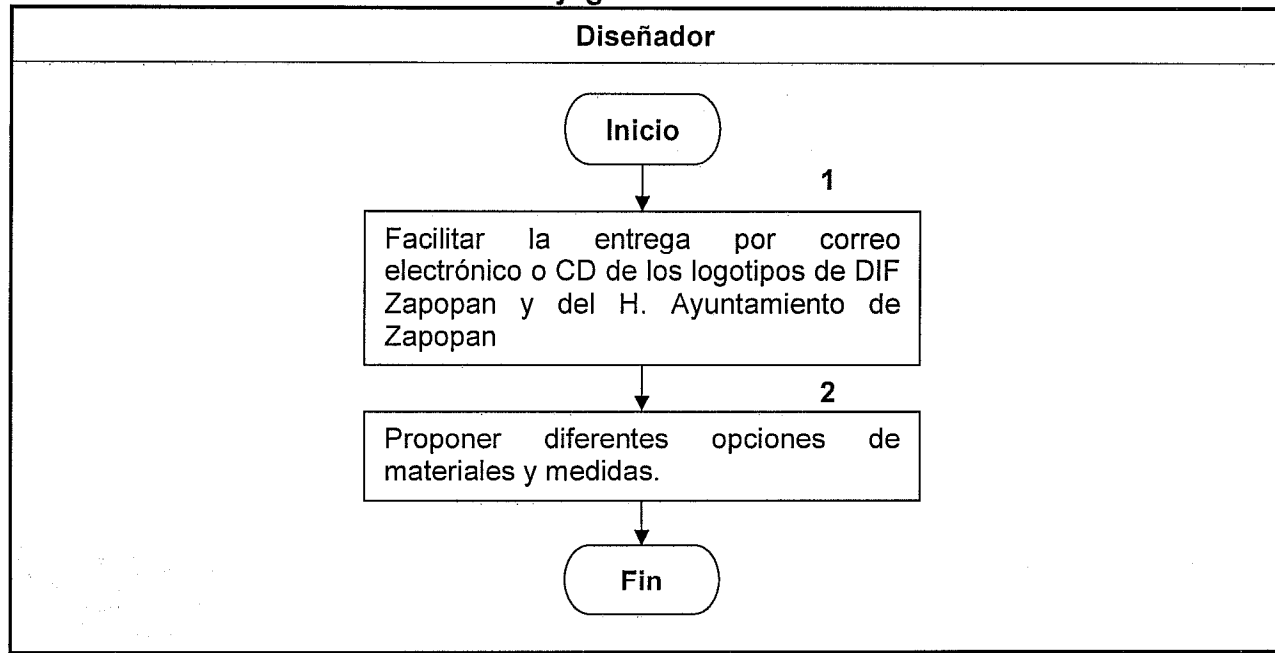 Diseñador
Inicio
1
Facilitar la entrega por correo
electrónico o CD de los logotipos de DIF
Zapopan y del H. Ayuntamiento de
Zapopan
2
Proponer diferentes opciones de
materiales y medidas.
Fin